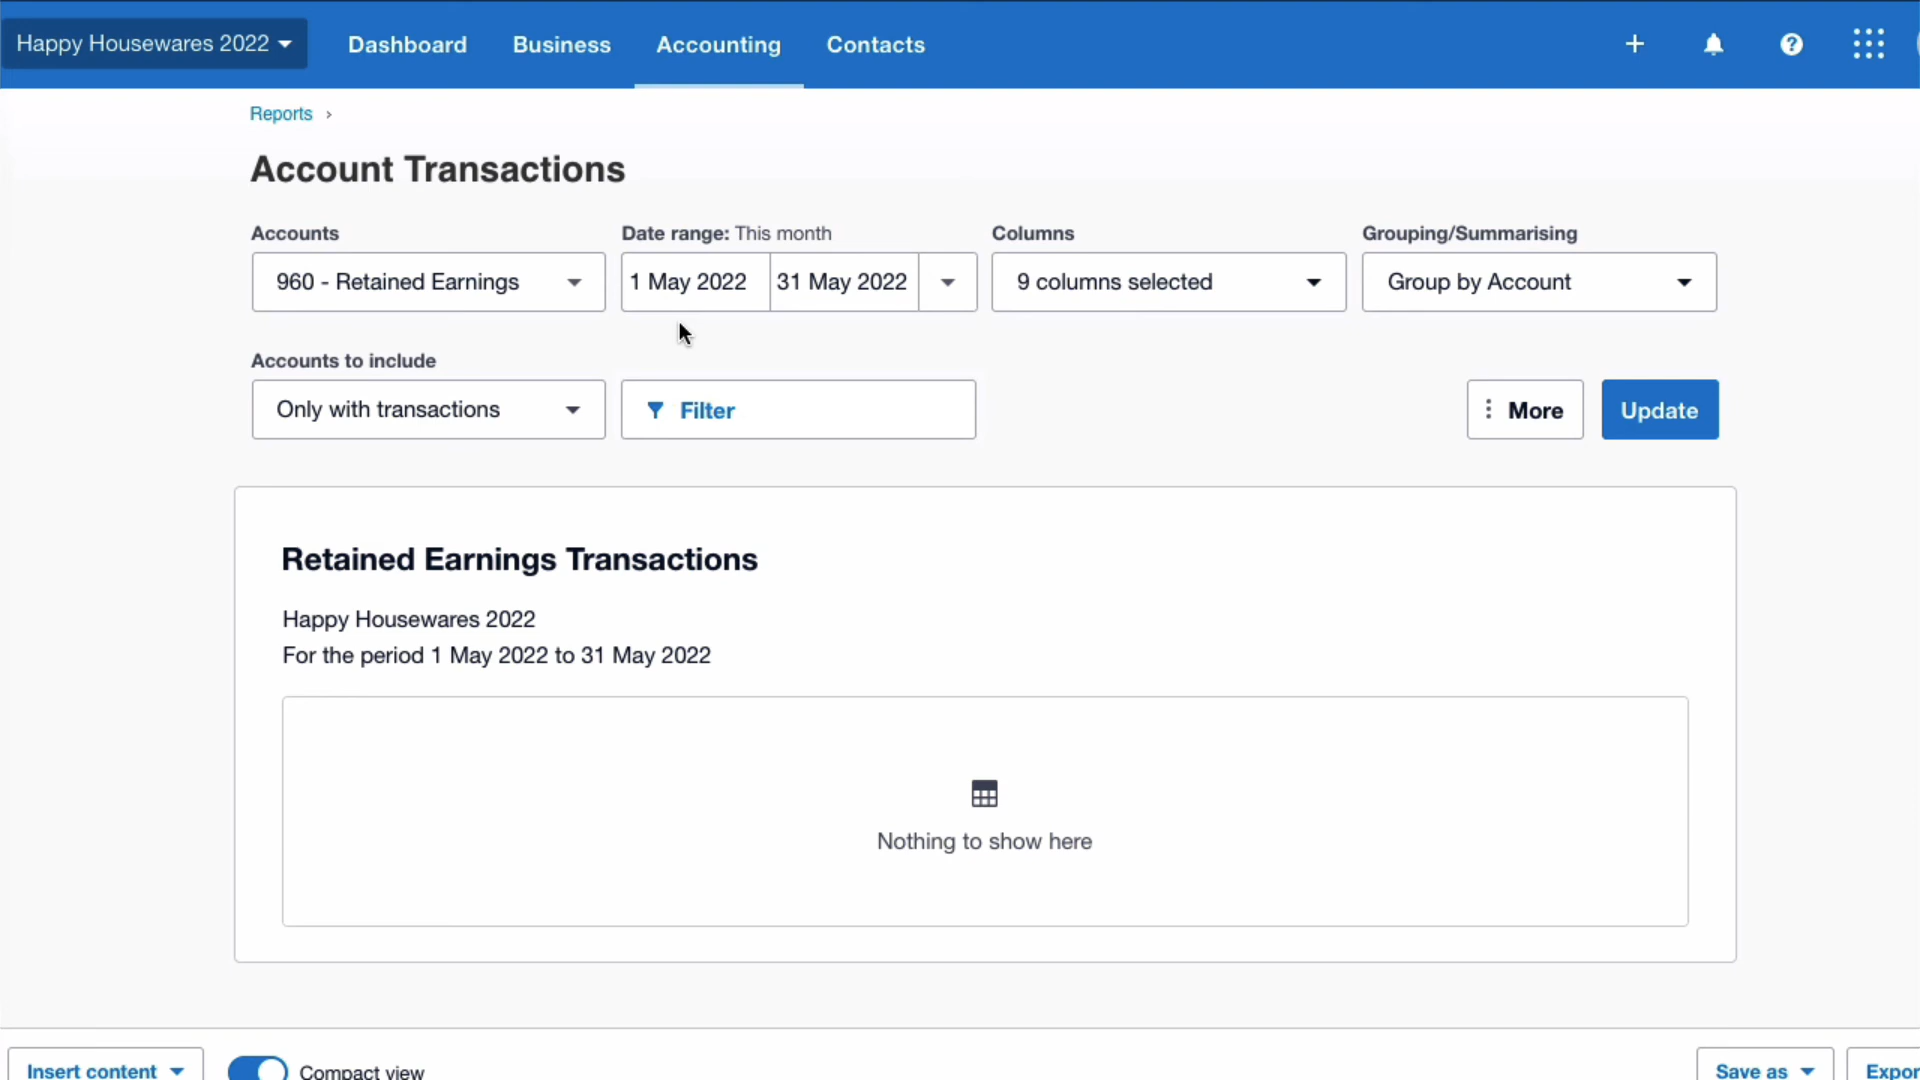 Happy Housewares 2022
Dashboard
Business
Accounting
Contacts
Reports
Account Transactions
Accounts
Date range: This month
Columns
Grouping/Summarising
960 - Retained Earnings
1 May 2022
31 May 2022
9 columns selected
Group by Account
Accounts to include
Only with transactions
Filter
More
Update
Retained Earnings Transactions
Happy Housewares 2022
For the period 1 May 2022 to 31 May 2022
Nothing to show here
Insert content
Compact view
Save as
Expor